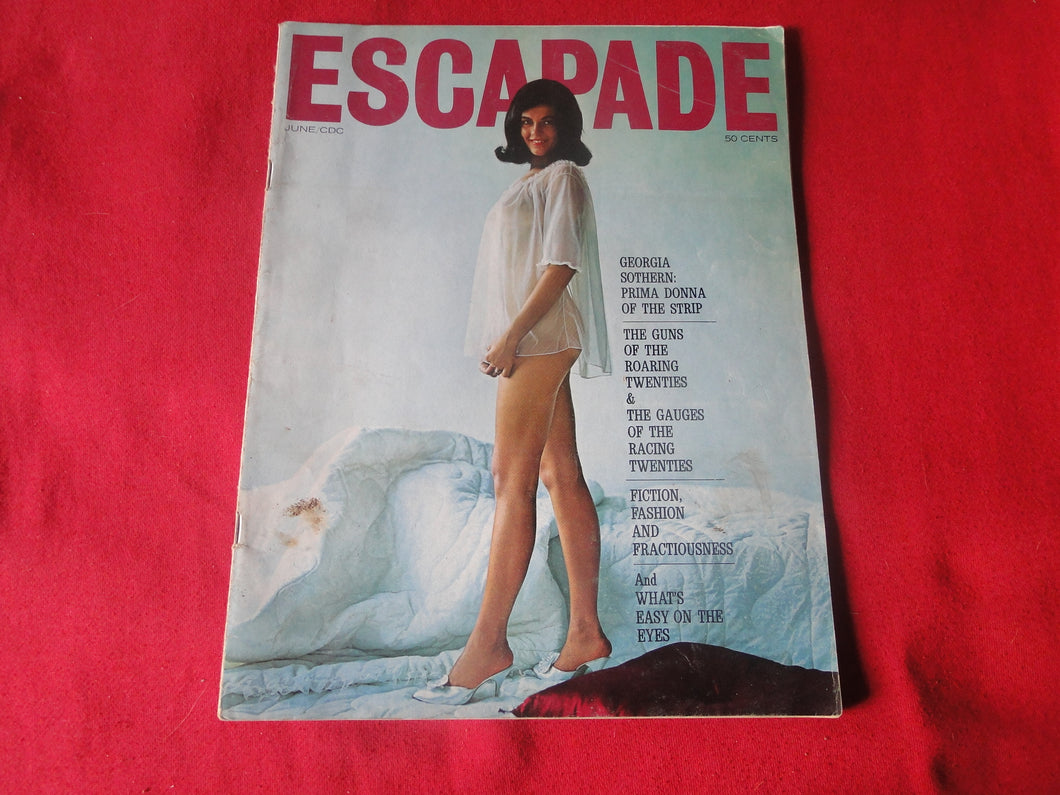 ESCAPADE
JUNE/CDC
50 CENTS
GEORGIA
SOTHERN:
PRIMA DONNA
OF THE STRIP
THE GUNS
OF THE
ROARING
TWENTIES
&
THE GAUGES
OF THE
RACING
TWENTIES
FICTION,
FASHION
AND
FRACTIOUSNESS
And
WHAT'S
EASY ON THE
EYES